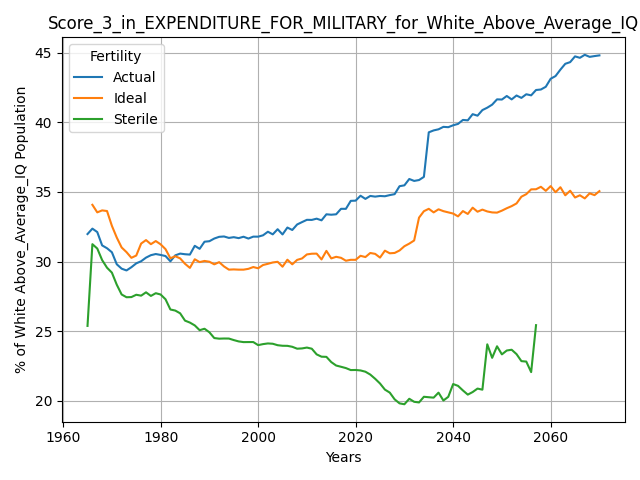 Score_3_in_EXPENDITURE_FOR_MILITARY_for_White_Above_Average_IQ
% of White Above_Average_IQ Population
45
40
35
30
25
20
Fertility
Actual
Ideal
Sterile
1960
1980
2000
2020
2040
2060
Years